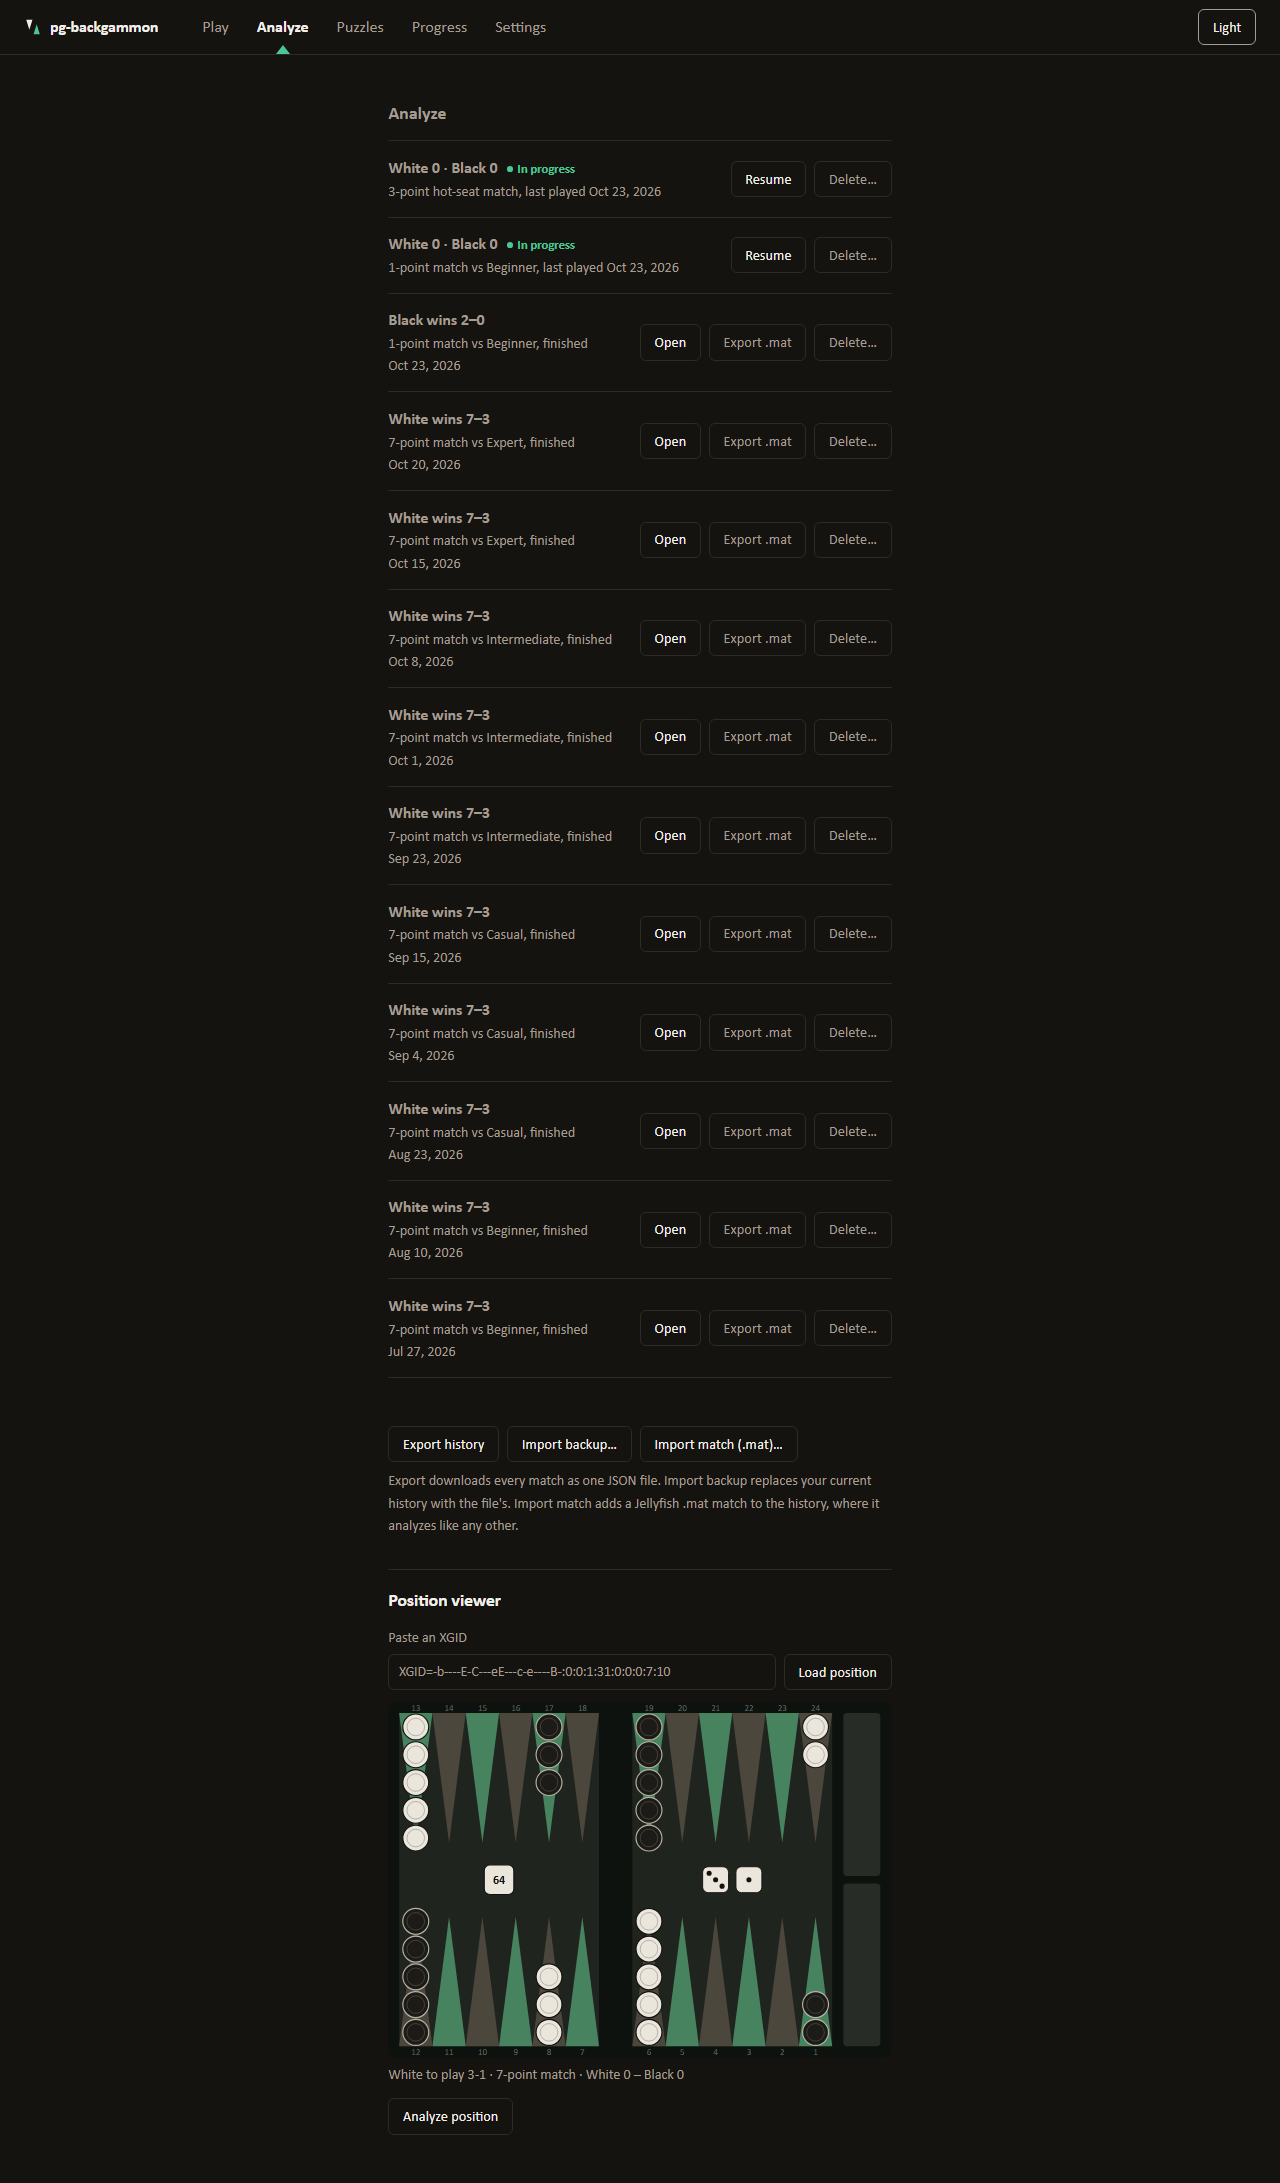 pg-backgammon Play Analyze Puzzles Progress Settings Light
Analyze
White 0 · Black 0 In progress
3-point hot-seat match, last played Oct 23, 2026
Resume Delete...
White 0 · Black 0 In progress
1-point match vs Beginner, last played Oct 23, 2026
Resume Delete...
Black wins 2–0
1-point match vs Beginner, finished
Oct 23, 2026
Open Export .mat Delete...
White wins 7–3
7-point match vs Expert, finished
Oct 20, 2026
Open Export .mat Delete...
White wins 7–3
7-point match vs Expert, finished
Oct 15, 2026
Open Export .mat Delete...
White wins 7–3
7-point match vs Intermediate, finished
Oct 8, 2026
Open Export .mat Delete...
White wins 7–3
7-point match vs Intermediate, finished
Oct 1, 2026
Open Export .mat Delete...
White wins 7–3
7-point match vs Intermediate, finished
Sep 23, 2026
Open Export .mat Delete...
White wins 7–3
7-point match vs Casual, finished
Sep 15, 2026
Open Export .mat Delete...
White wins 7–3
7-point match vs Casual, finished
Sep 4, 2026
Open Export .mat Delete...
White wins 7–3
7-point match vs Casual, finished
Aug 23, 2026
Open Export .mat Delete...
White wins 7–3
7-point match vs Beginner, finished
Aug 10, 2026
Open Export .mat Delete...
White wins 7–3
7-point match vs Beginner, finished
Jul 27, 2026
Open Export .mat Delete...
Export history Import backup... Import match (.mat)...
Export downloads every match as one JSON file. Import backup replaces your current
history with the file's. Import match adds a Jellyfish .mat match to the history, where it
analyzes like any other.
Position viewer
Paste an XGID
XGID=-b----E-C---eE---c-e----B-:0:0:1:31:0:0:0:7:10 Load position
13 14 15 16 17 18 19 20 21 22 23 24
64
12 11 10 9 8 7 6 5 4 3 2 1
White to play 3-1 · 7-point match · White 0 – Black 0
Analyze position